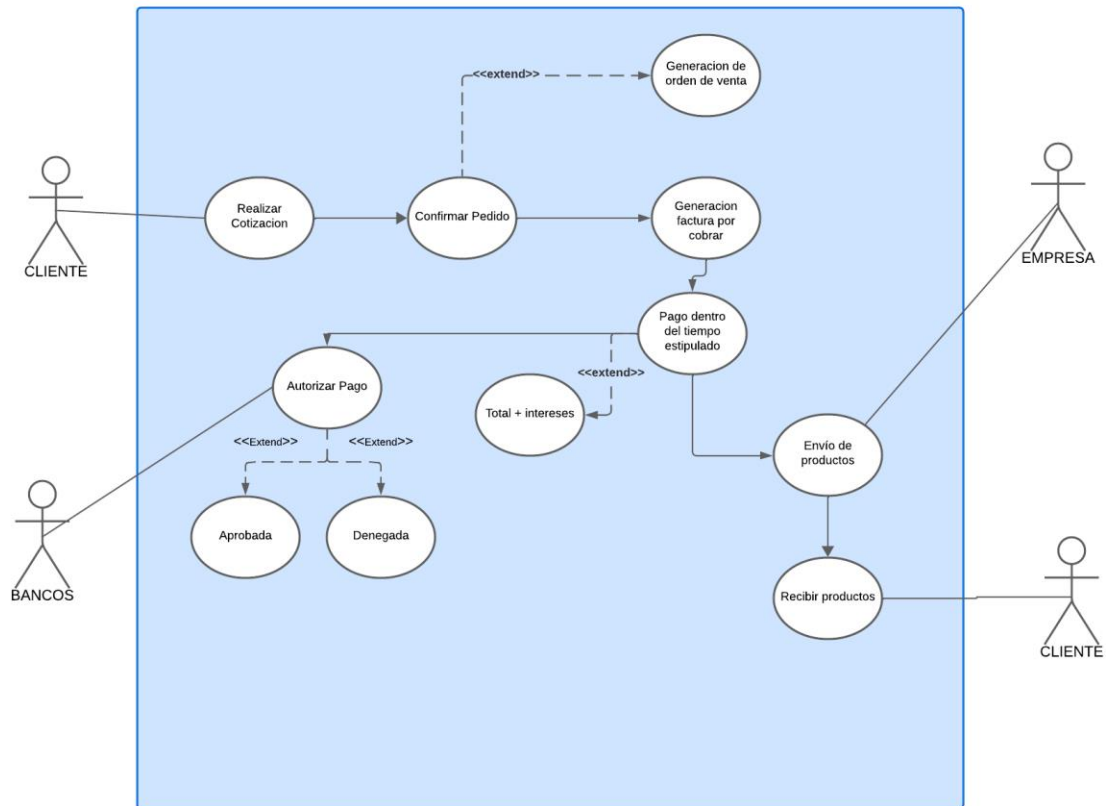 Generacion de
orden de venta
<<extend>>
Realizar
Cotizacion
Confirmar Pedido
Generacion
factura por
cobrar
CLIENTE
EMPRESA
Pago dentro
del tiempo
estipulado
Autorizar Pago
<<extend>>
Total + intereses
<<Extend>>
<<Extend>>
Envío de
productos
Aprobada
Denegada
BANCOS
Recibir productos
CLIENTE